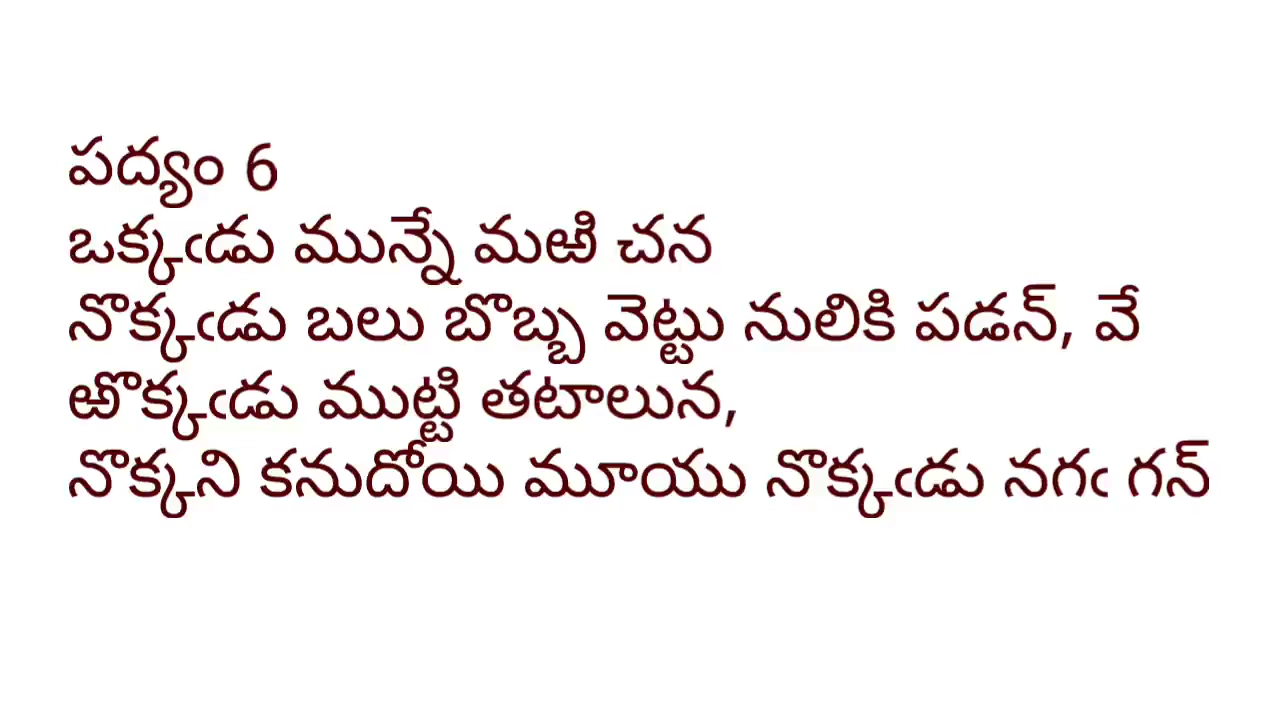 పద్యం 6
ఒక్కఁడు మున్నే మఱి చన
నొక్కఁడు బలు బొబ్బ వెట్టు నులికి పడన్, వే
ఱొక్కఁడు ముట్టి తటాలున,
నొక్కని కనుదోయి మూయు నొక్కఁడు నగఁ గన్